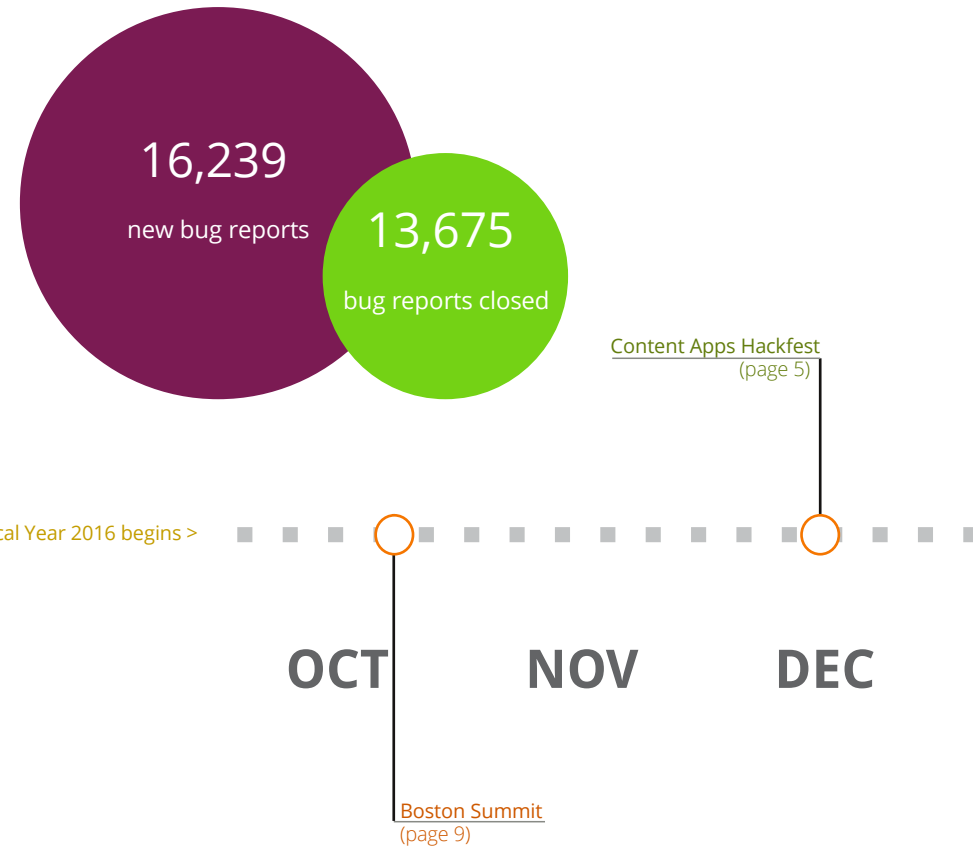 16,239
new bug reports
13,675
bug reports closed
Content Apps Hackfest
(page 5)
cal Year 2016 begins >
OCT NOV DEC
Boston Summit
(page 9)